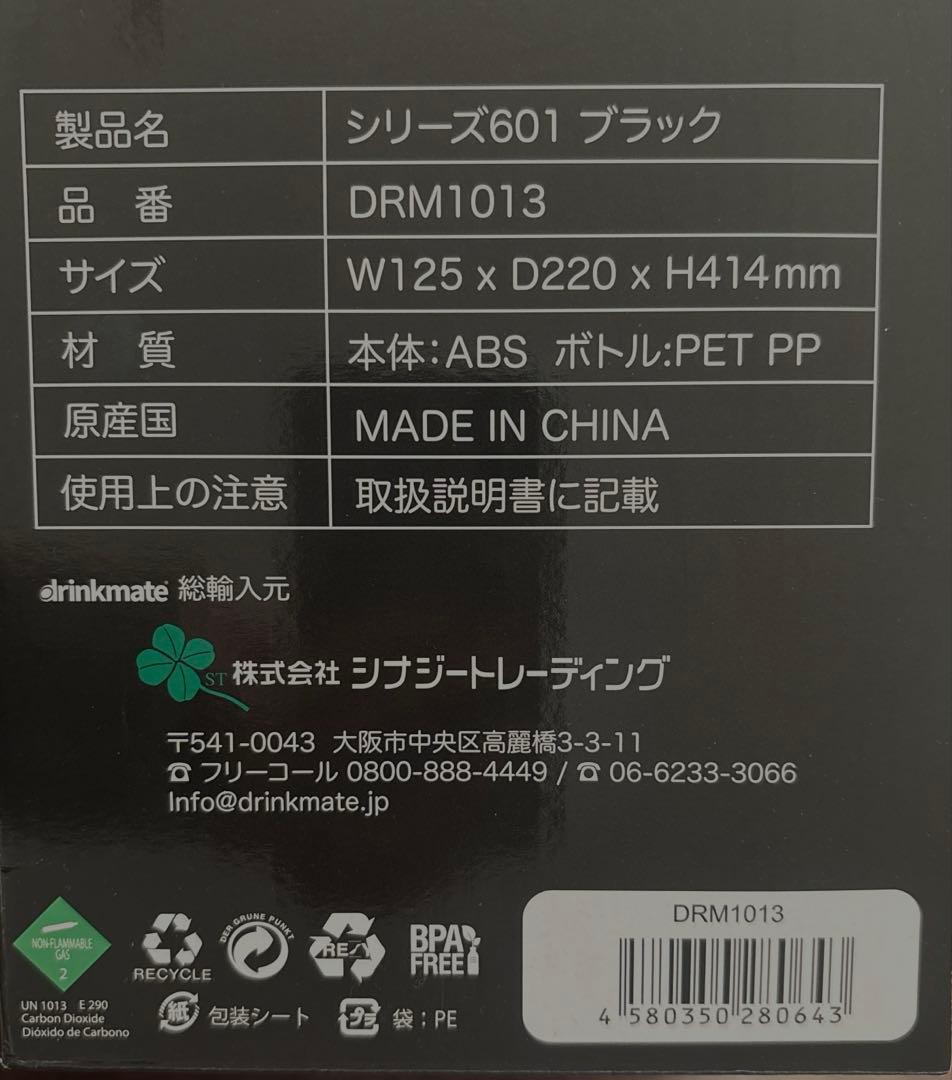 製品名 シリーズ601 ブラック
品 番 DRM1013
サイズ W125 x D220 x H414mm
材 質 本体:ABS ボトル:PET PP
原産国 MADE IN CHINA
使用上の注意 取扱説明書に記載
drinkmate 総輸入元
ST 株式会社 シナジートレーディング
〒541-0043 大阪市中央区高麗橋3-3-11
☎ フリーコール 0800-888-4449 / ☎ 06-6233-3066
Info@drinkmate.jp
NON-FLAMMABLE
GAS
2
UN 1013 E 290
Carbon Dioxide
Dióxido de Carbono
RECYCLE
DER GRÜNE PUNKT
RE
BPA
FREE
紙 包装シート
プラ 袋:PE
DRM1013
4 580350 280643